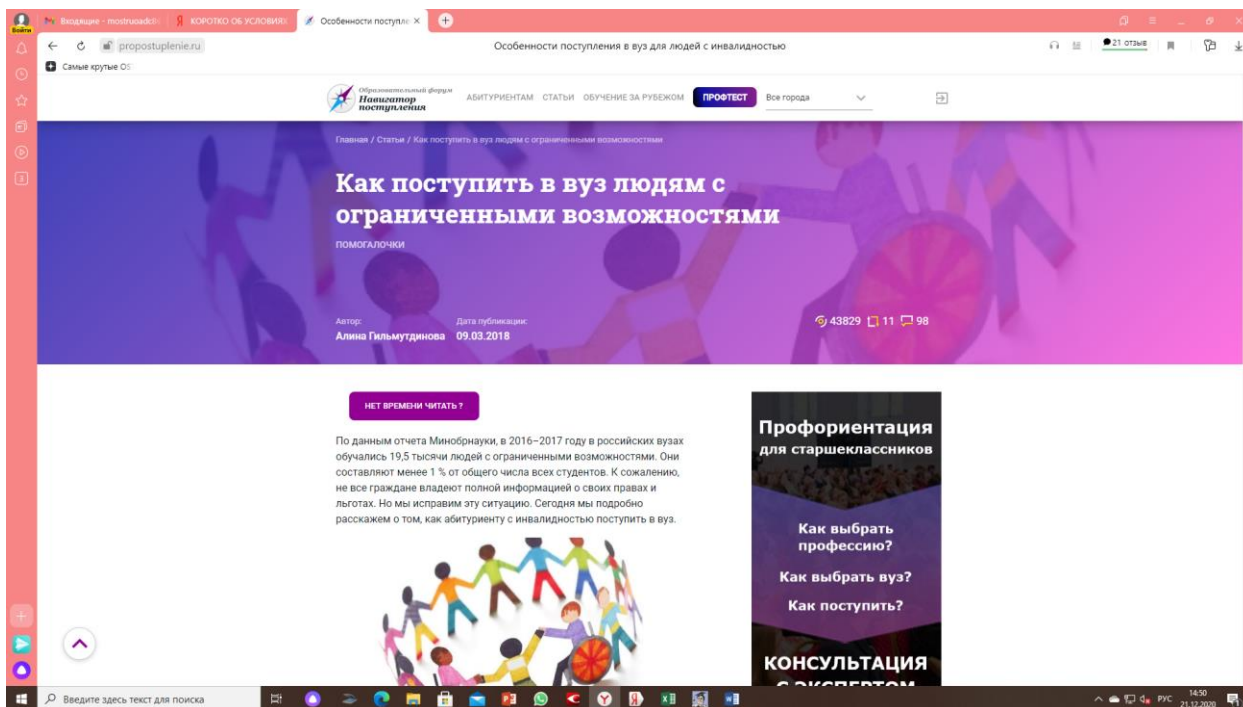 Войти
Входящие - mostruoadcit
КОРОТКО ОБ УСЛОВИЯХ
Особенности поступле
propostuplenie.ru
Особенности поступления в вуз для людей с инвалидностью
21 отзыв
Самые крутые OS
Образовательный форум
Навигатор
поступления
АБИТУРИЕНТАМ СТАТЬИ ОБУЧЕНИЕ ЗА РУБЕЖОМ ПРОФТЕСТ Все города
Главная / Статьи / Как поступить в вуз людям с ограниченными возможностями
Как поступить в вуз людям с
ограниченными возможностями
ПОМОГАЛОЧКИ
Автор:
Алина Гильмутдинова
Дата публикации:
09.03.2018
43829 11 98
НЕТ ВРЕМЕНИ ЧИТАТЬ ?
По данным отчета Минобрнауки, в 2016–2017 году в российских вузах
обучались 19,5 тысячи людей с ограниченными возможностями. Они
составляют менее 1 % от общего числа всех студентов. К сожалению,
не все граждане владеют полной информацией о своих правах и
льготах. Но мы исправим эту ситуацию. Сегодня мы подробно
расскажем о том, как абитуриенту с инвалидностью поступить в вуз.
Профориентация
для старшеклассников
Как выбрать
профессию?
Как выбрать вуз?
Как поступить?
КОНСУЛЬТАЦИЯ
С ЭКСПЕРТОМ
Введите здесь текст для поиска
РУС
14:50
21.12.2020